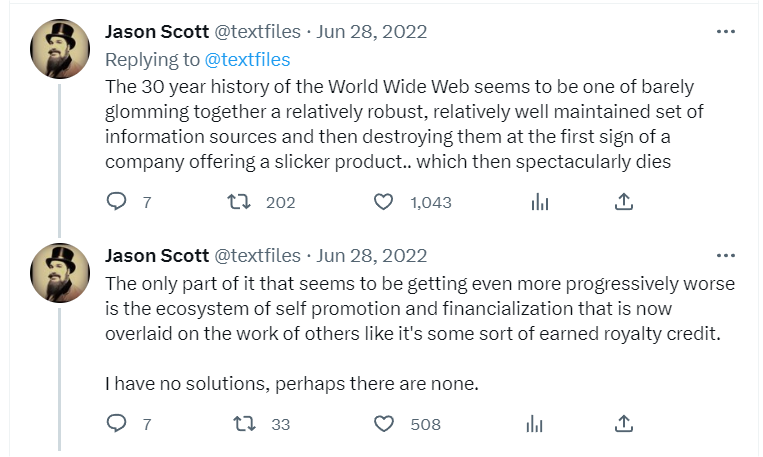 Jason Scott @textfiles · Jun 28, 2022
Replying to @textfiles
The 30 year history of the World Wide Web seems to be one of barely
glomming together a relatively robust, relatively well maintained set of
information sources and then destroying them at the first sign of a
company offering a slicker product.. which then spectacularly dies
7 202 1,043
Jason Scott @textfiles · Jun 28, 2022
The only part of it that seems to be getting even more progressively worse
is the ecosystem of self promotion and financialization that is now
overlaid on the work of others like it's some sort of earned royalty credit.
I have no solutions, perhaps there are none.
7 33 508